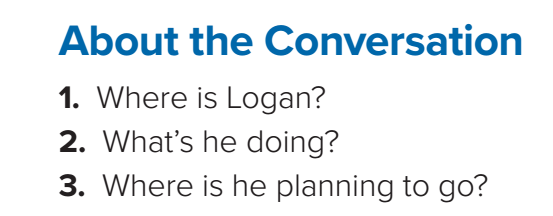 About the Conversation
1. Where is Logan?
2. What's he doing?
3. Where is he planning to go?